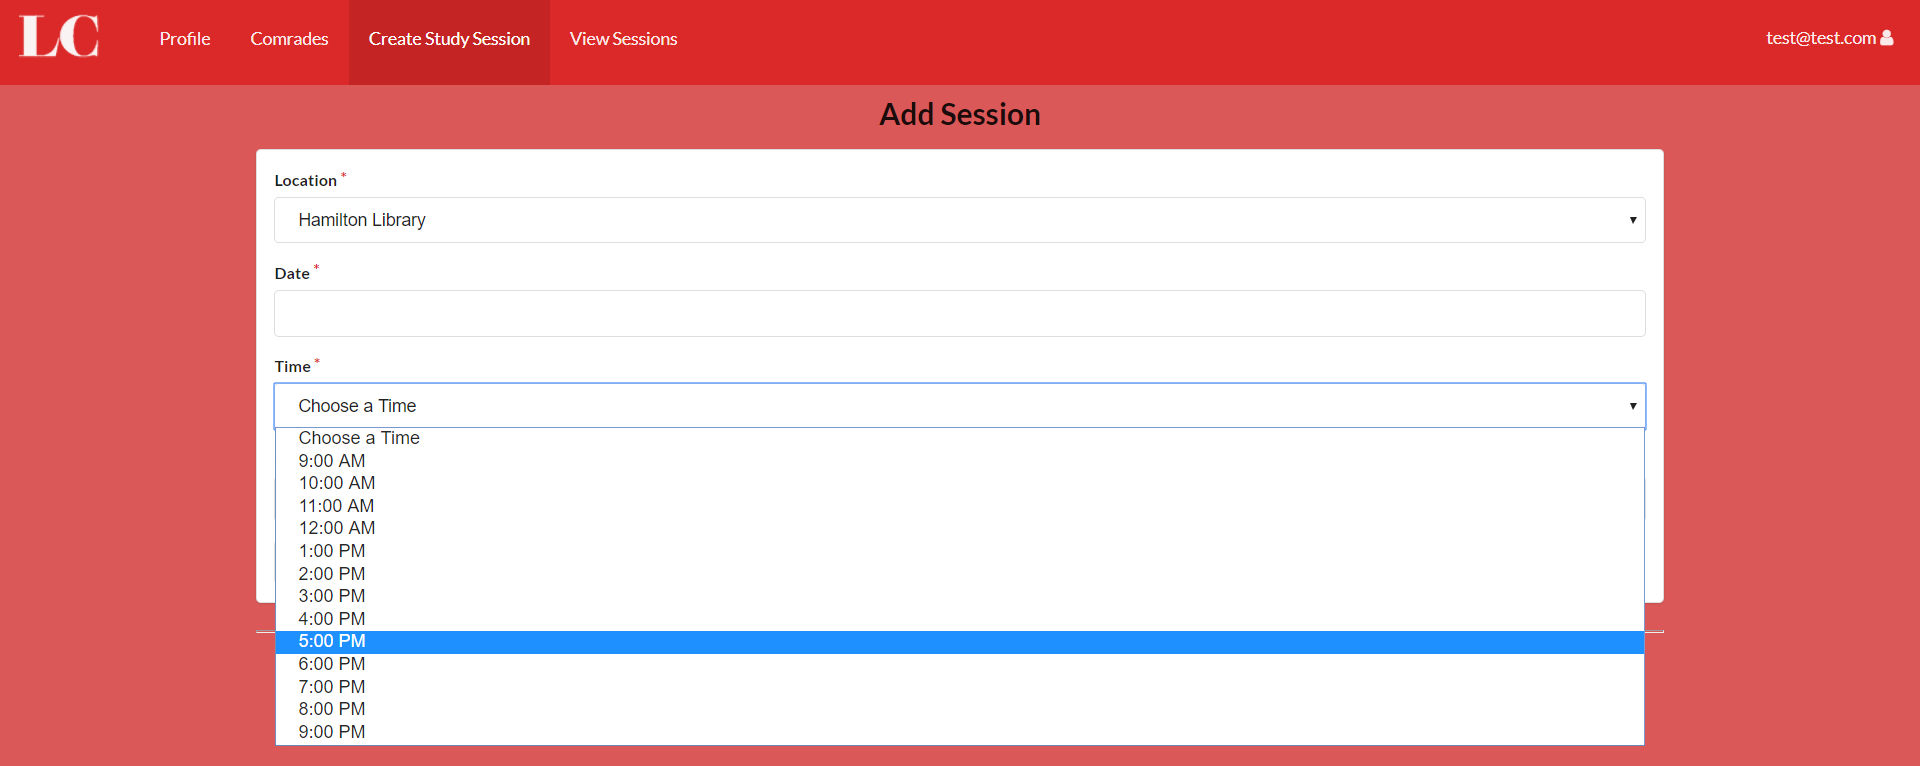 LC Profile Comrades Create Study Session View Sessions test@test.com
Add Session
Location *
Hamilton Library
Date *
Time *
Choose a Time
Choose a Time
9:00 AM
10:00 AM
11:00 AM
12:00 AM
1:00 PM
2:00 PM
3:00 PM
4:00 PM
5:00 PM
6:00 PM
7:00 PM
8:00 PM
9:00 PM